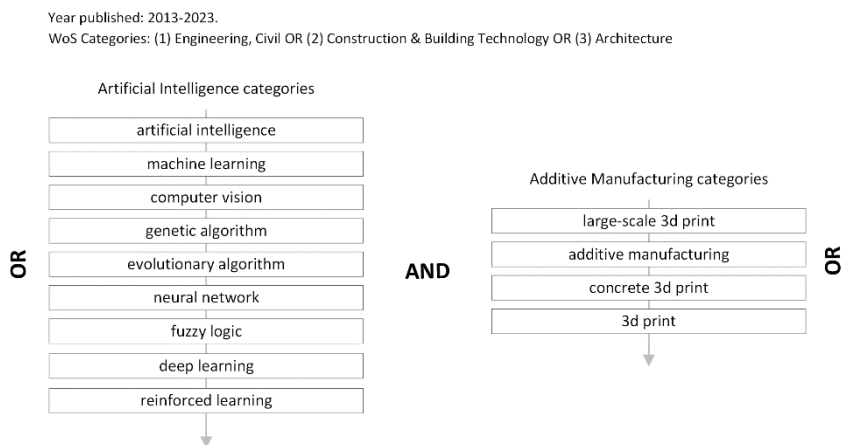 Year published: 2013-2023.
WoS Categories: (1) Engineering, Civil OR (2) Construction & Building Technology OR (3) Architecture
Artificial Intelligence categories
artificial intelligence
machine learning
computer vision
genetic algorithm
evolutionary algorithm
neural network
fuzzy logic
deep learning
reinforced learning
OR
AND
Additive Manufacturing categories
large-scale 3d print
additive manufacturing
concrete 3d print
3d print
OR